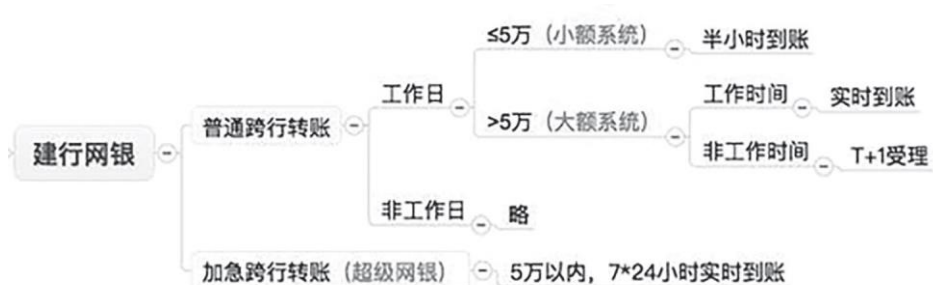 建行网银
普通跨行转账
工作日
≤5万（小额系统）
半小时到账
>5万（大额系统）
工作时间
实时到账
非工作时间
T+1受理
非工作日
略
加急跨行转账（超级网银）
5万以内，7*24小时实时到账